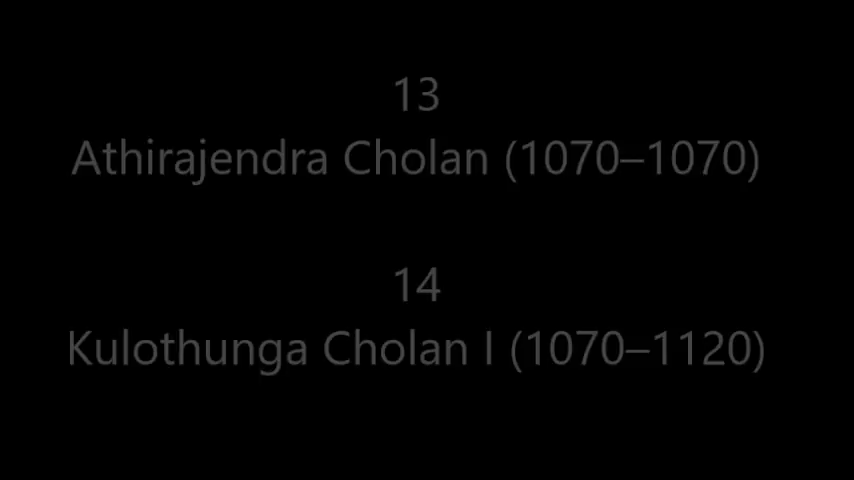 13
Athirajendra Cholan (1070–1070)
14
Kulothunga Cholan I (1070–1120)